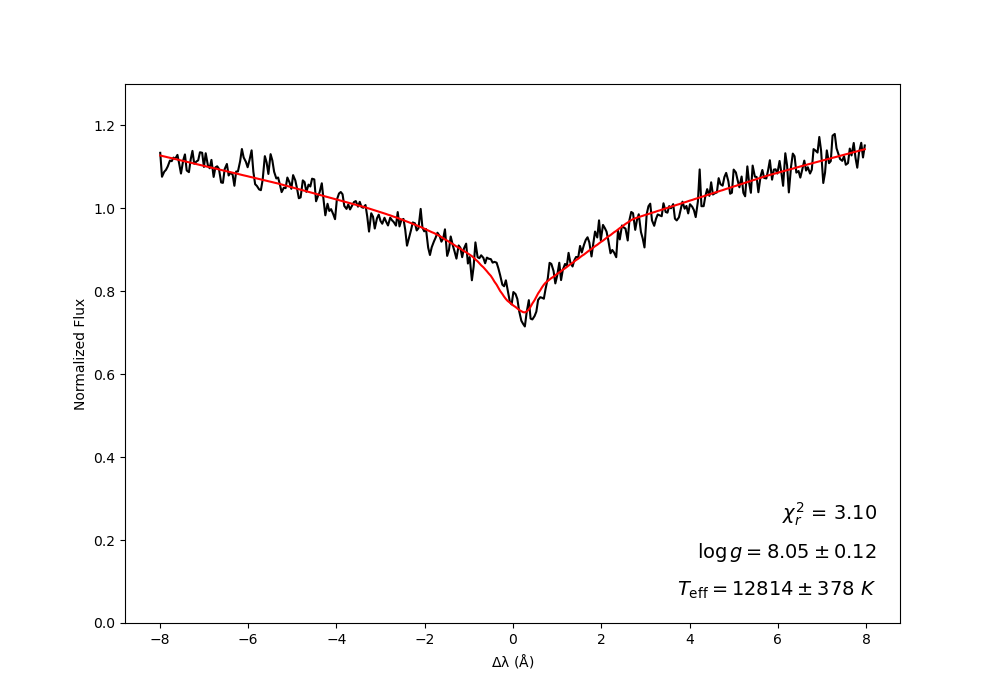 1.2
1.0
0.8
0.6
0.4
0.2
0.0
Normalized Flux
χ²ᵣ = 3.10
log g = 8.05 ± 0.12
T_eff = 12814 ± 378 K
−8 −6 −4 −2 0 2 4 6 8
Δλ (Å)